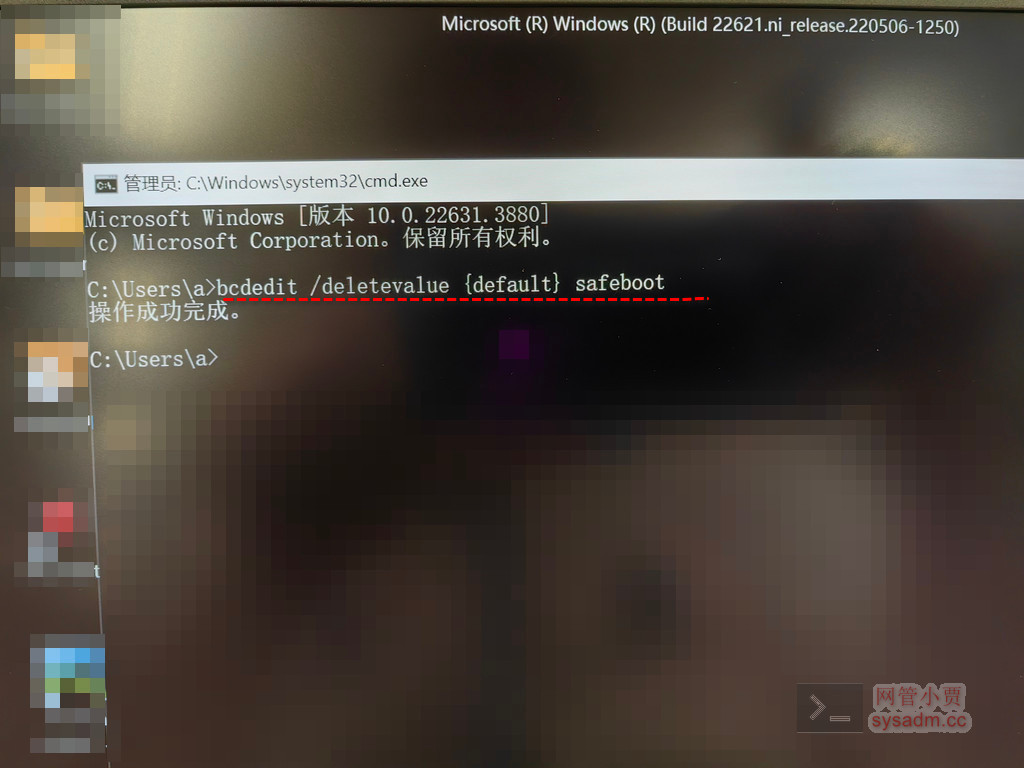 Microsoft (R) Windows (R) (Build 22621.ni_release.220506-1250)
管理员: C:\Windows\system32\cmd.exe
Microsoft Windows [版本 10.0.22631.3880]
(c) Microsoft Corporation。保留所有权利。
C:\Users\a>bcdedit /deletevalue {default} safeboot
操作成功完成。
C:\Users\a>
t
网管小贾
sysadm.cc